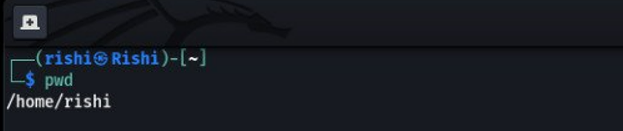 ┌──(rishi㉿Rishi)-[~]
└─$ pwd
/home/rishi